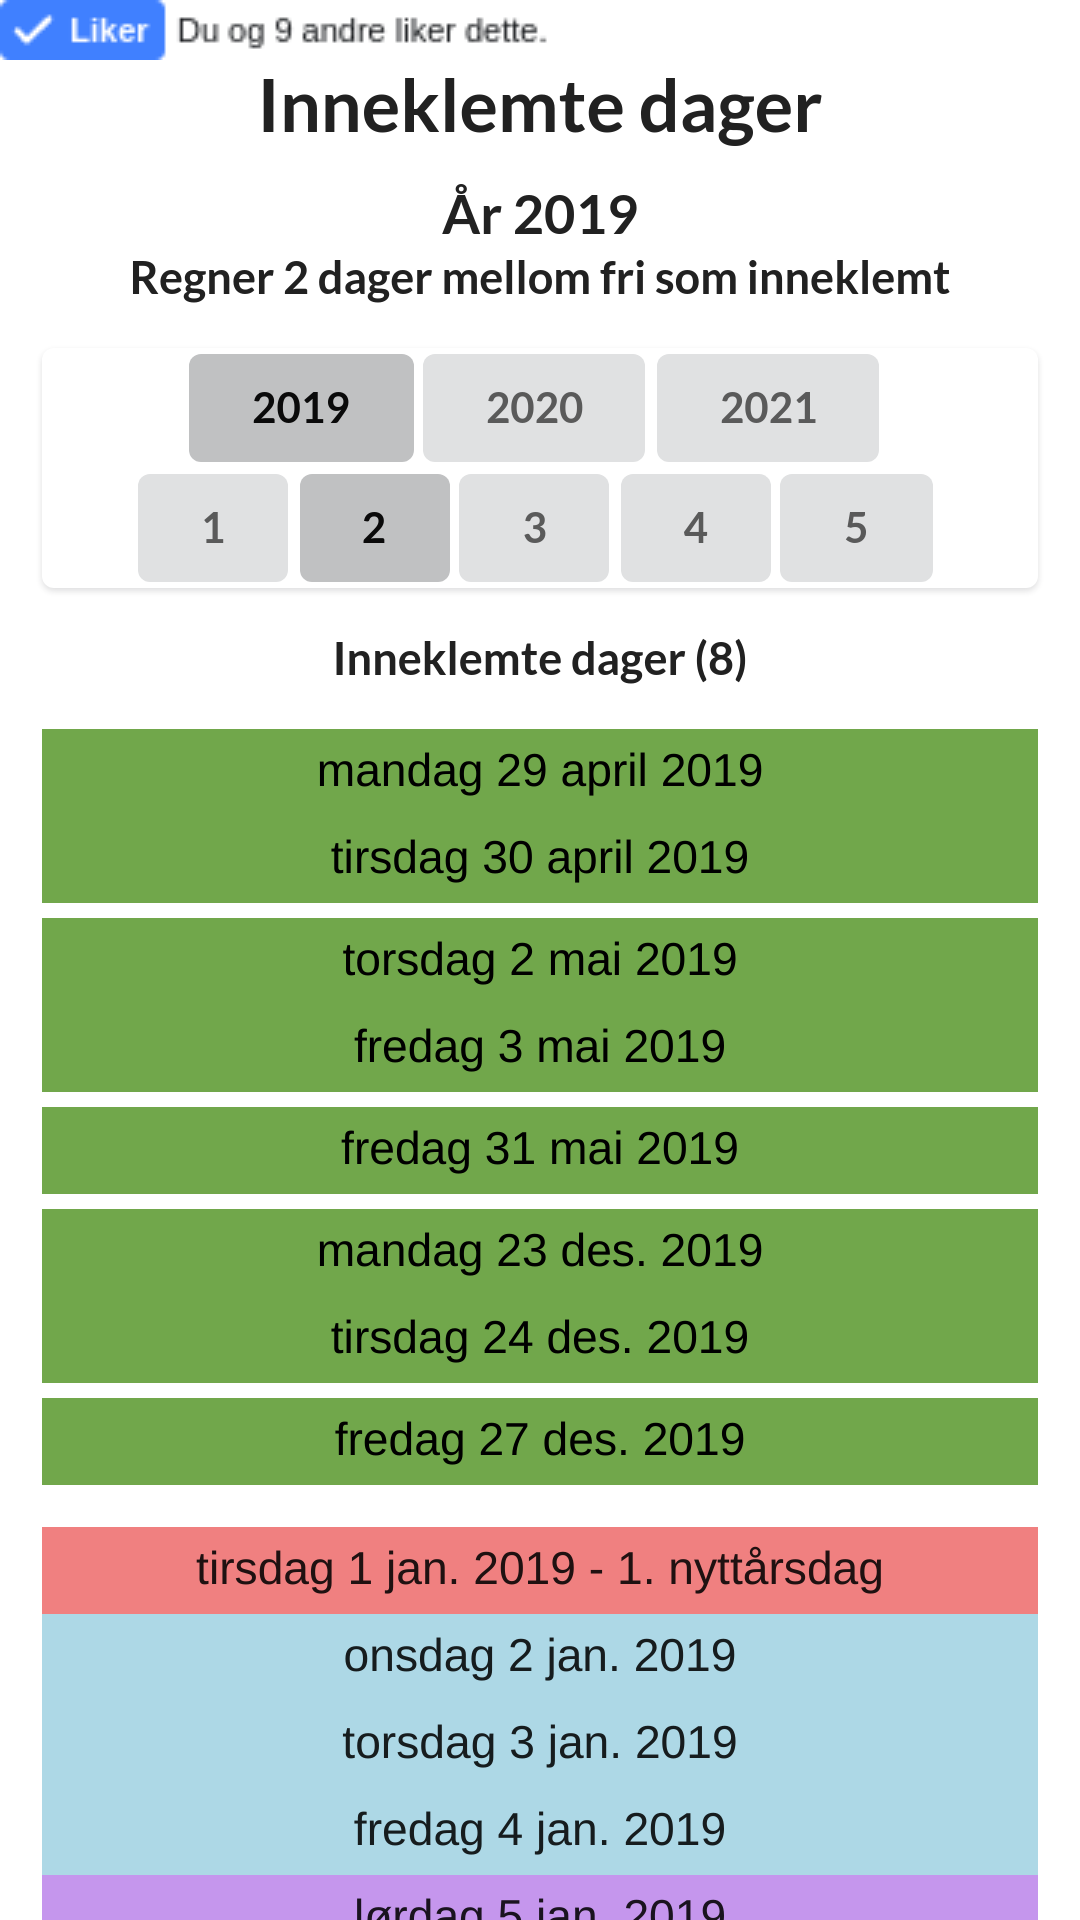 Liker Du og 9 andre liker dette.
Inneklemte dager
År 2019
Regner 2 dager mellom fri som inneklemt
2019 2020 2021
1 2 3 4 5
Inneklemte dager (8)
mandag 29 april 2019
tirsdag 30 april 2019
torsdag 2 mai 2019
fredag 3 mai 2019
fredag 31 mai 2019
mandag 23 des. 2019
tirsdag 24 des. 2019
fredag 27 des. 2019
tirsdag 1 jan. 2019 - 1. nyttårsdag
onsdag 2 jan. 2019
torsdag 3 jan. 2019
fredag 4 jan. 2019
lørdag 5 jan. 2019